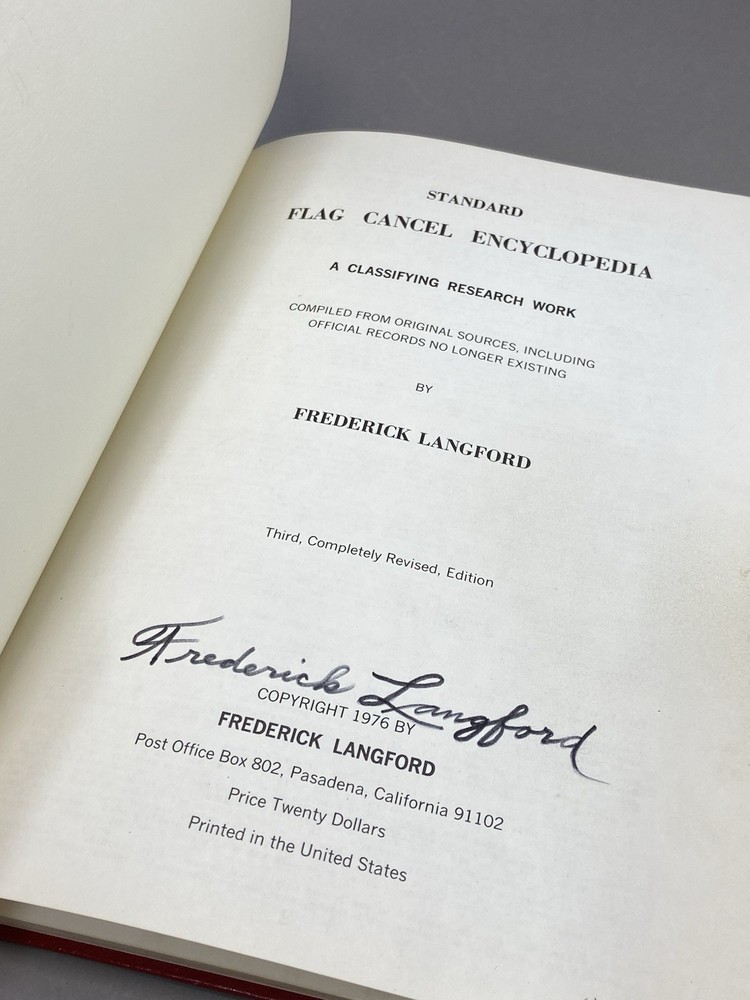 STANDARD
FLAG CANCEL ENCYCLOPEDIA
A CLASSIFYING RESEARCH WORK
COMPILED FROM ORIGINAL SOURCES, INCLUDING
OFFICIAL RECORDS NO LONGER EXISTING
BY
FREDERICK LANGFORD
Third, Completely Revised, Edition
Frederick Langford
COPYRIGHT 1976 BY
FREDERICK LANGFORD
Post Office Box 802, Pasadena, California 91102
Price Twenty Dollars
Printed in the United States